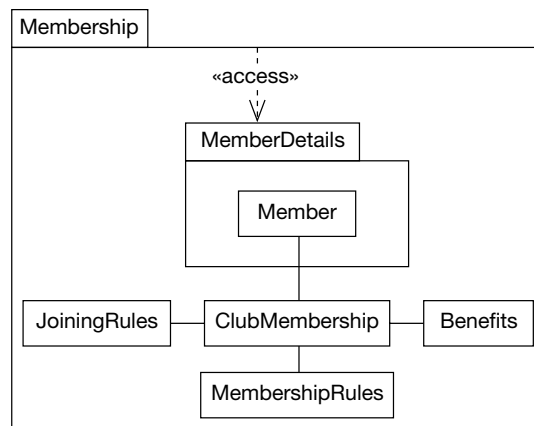 Membership
«access»
MemberDetails
Member
JoiningRules
ClubMembership
Benefits
MembershipRules